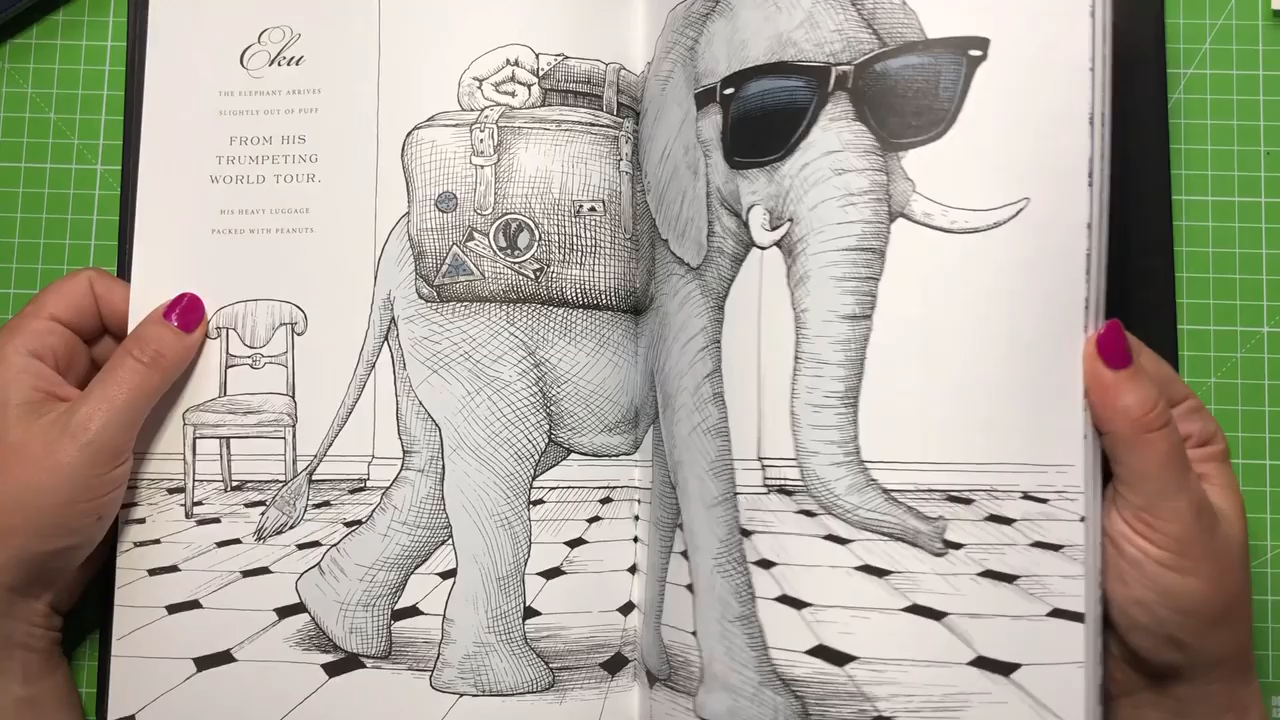 Eku
THE ELEPHANT ARRIVES
SLIGHTLY OUT OF PUFF
FROM HIS
TRUMPETING
WORLD TOUR.
HIS HEAVY LUGGAGE
PACKED WITH PEANUTS.